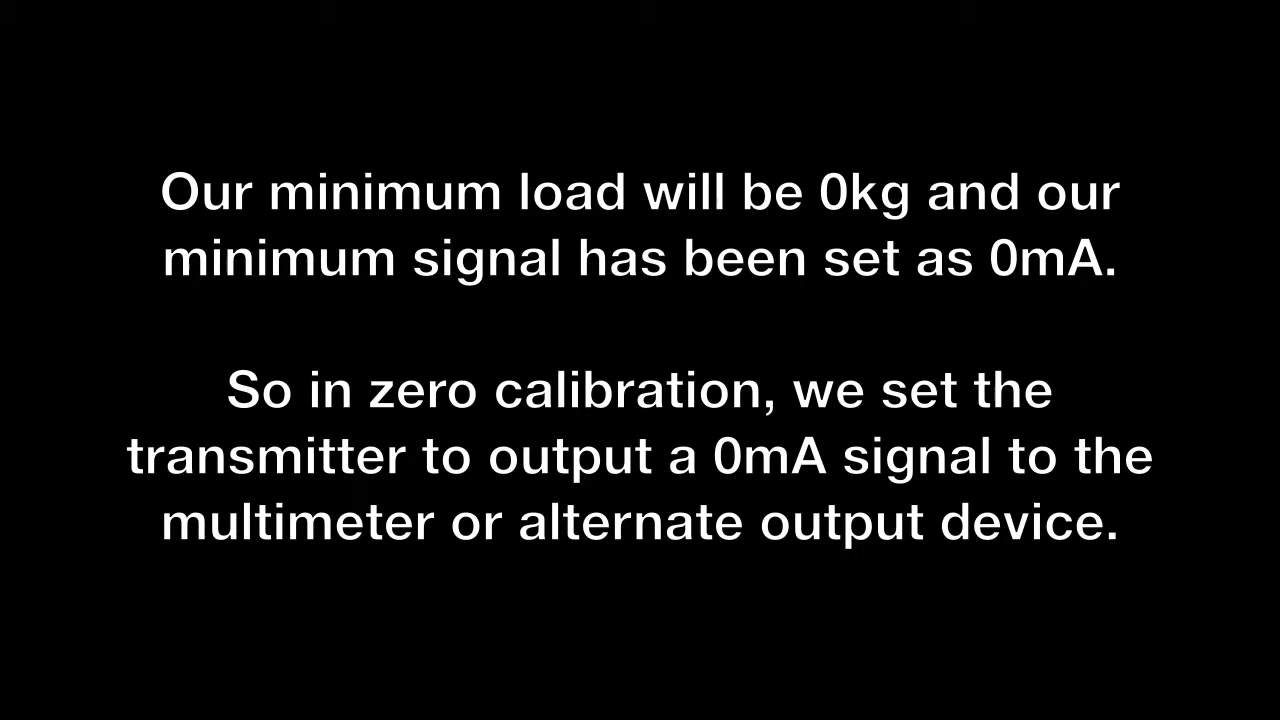 Our minimum load will be 0kg and our
minimum signal has been set as 0mA.
So in zero calibration, we set the
transmitter to output a 0mA signal to the
multimeter or alternate output device.